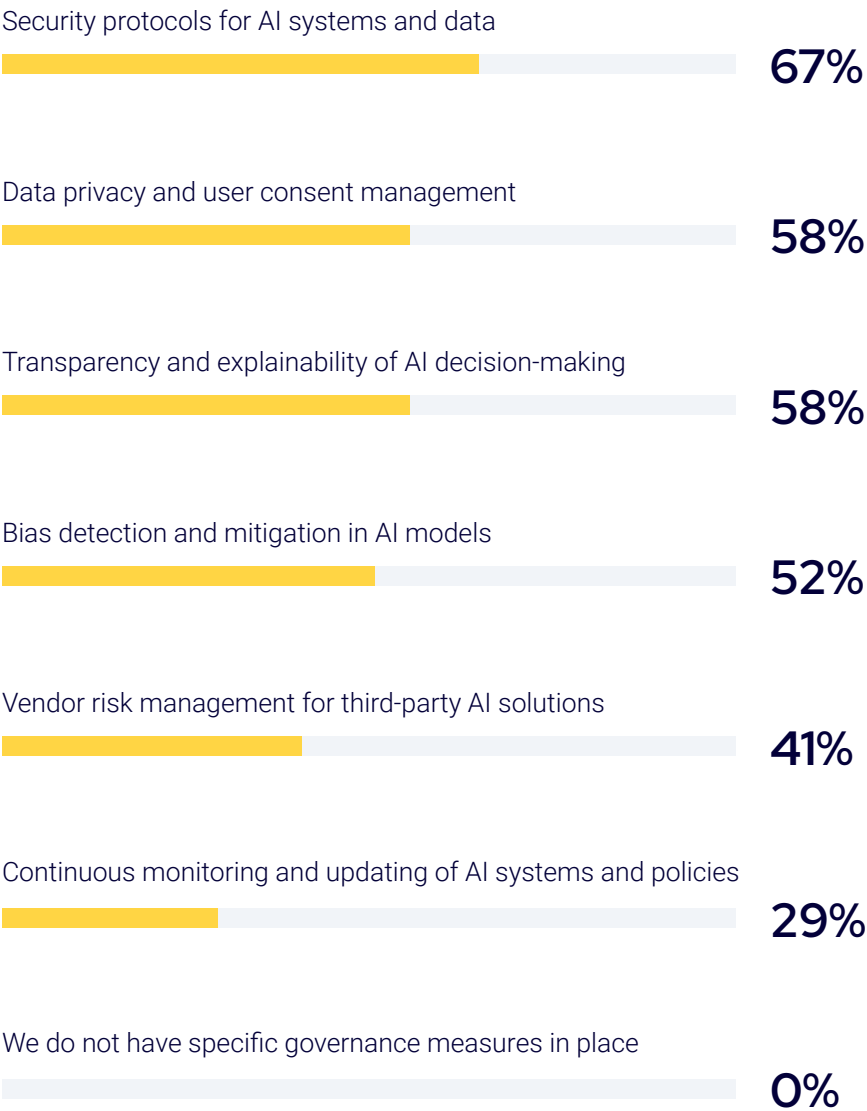 Security protocols for AI systems and data
67%
Data privacy and user consent management
58%
Transparency and explainability of AI decision-making
58%
Bias detection and mitigation in AI models
52%
Vendor risk management for third-party AI solutions
41%
Continuous monitoring and updating of AI systems and policies
29%
We do not have specific governance measures in place
0%